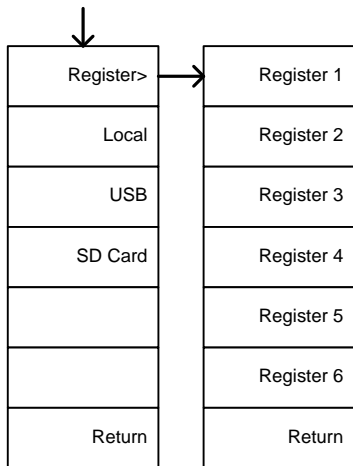 Register>
Local
USB
SD Card
Return
Register 1
Register 2
Register 3
Register 4
Register 5
Register 6
Return